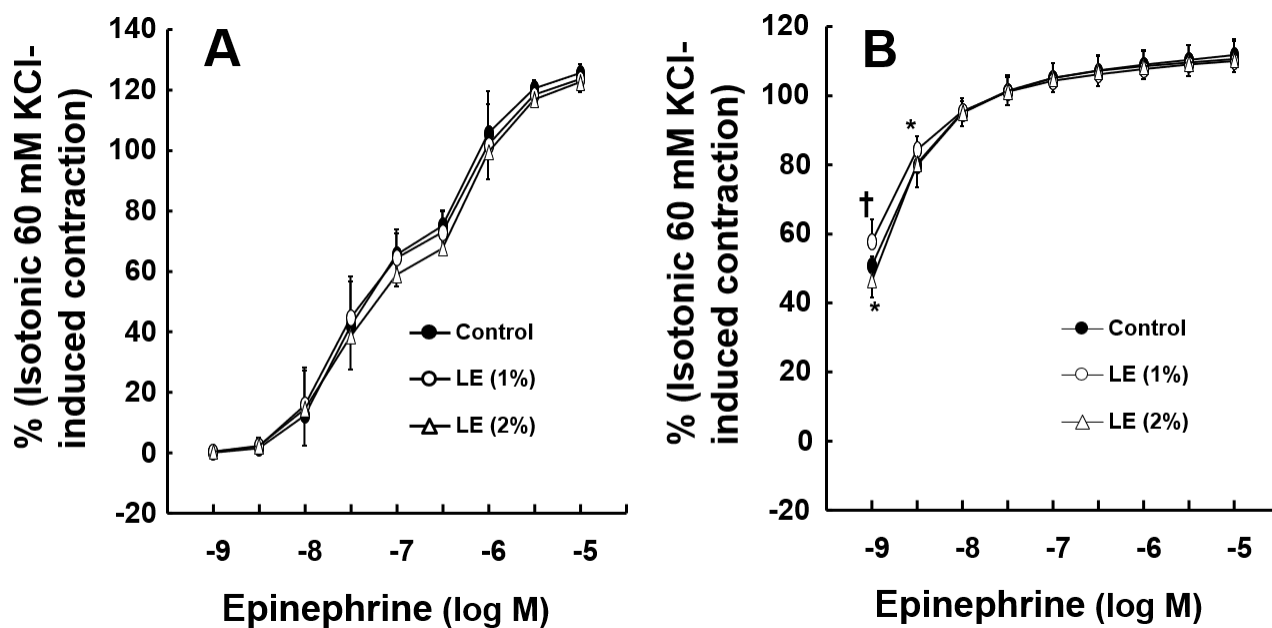 A
% (Isotonic 60 mM KCl-
induced contraction)
140
120
100
80
60
40
20
0
-20
-9
-8
-7
-6
-5
Control
LE (1%)
LE (2%)
Epinephrine (log M)
B
% (Isotonic 60 mM KCl-
induced contraction)
120
100
80
60
40
20
0
-20
*
†
*
-9
-8
-7
-6
-5
Control
LE (1%)
LE (2%)
Epinephrine (log M)